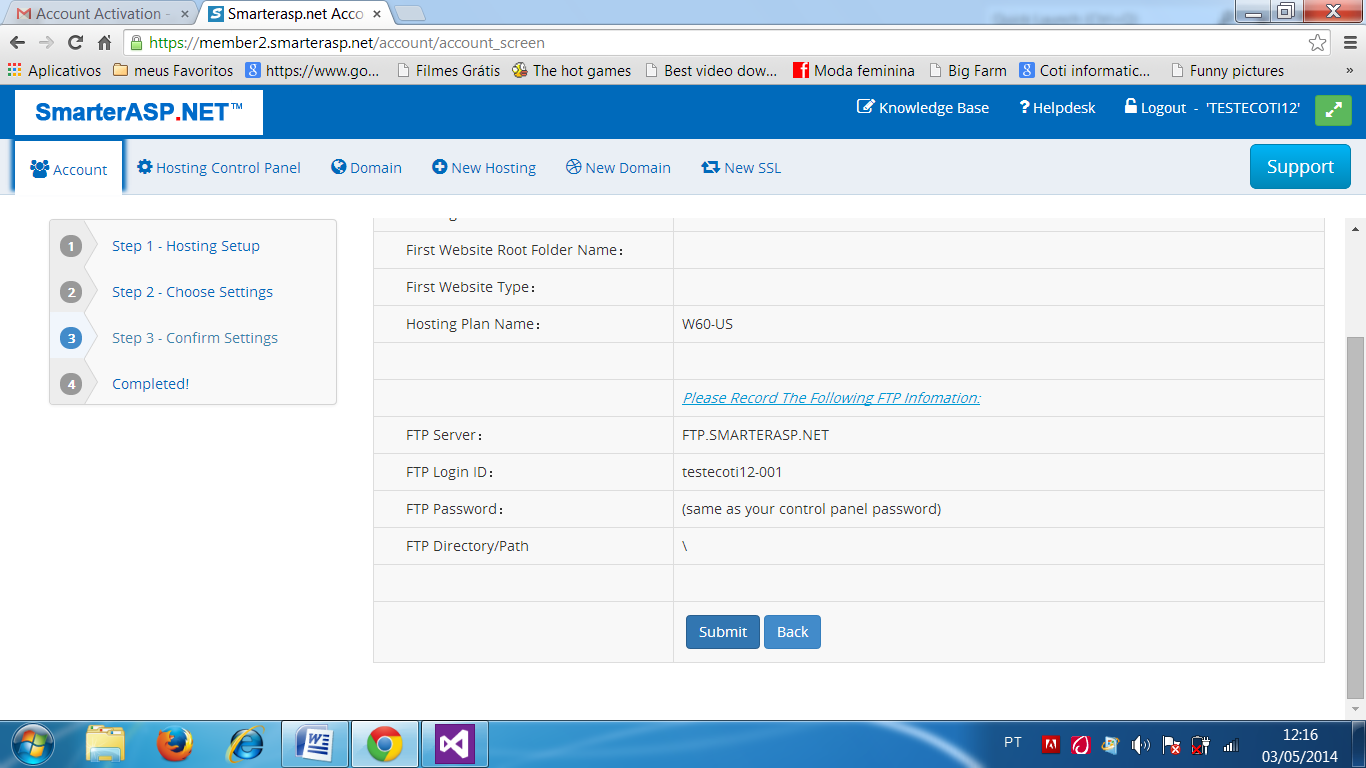 Account Activation -
Smarterasp.net Acco
Quick Launch (Ctrl+Q)
https://member2.smarterasp.net/account/account_screen
Aplicativos
meus Favoritos
https://www.go...
Filmes Grátis
The hot games
Best video dow...
Moda feminina
Big Farm
Coti informatic...
Funny pictures
»
SmarterASP.NET™
Knowledge Base
Helpdesk
Logout - 'TESTECOTI12'
Account
Hosting Control Panel
Domain
New Hosting
New Domain
New SSL
Support
1 Step 1 - Hosting Setup
2 Step 2 - Choose Settings
3 Step 3 - Confirm Settings
4 Completed!
First Website Root Folder Name:
First Website Type:
Hosting Plan Name: W60-US
Please Record The Following FTP Infomation:
FTP Server: FTP.SMARTERASP.NET
FTP Login ID: testecoti12-001
FTP Password: (same as your control panel password)
FTP Directory/Path \
Submit Back
PT
12:16
03/05/2014